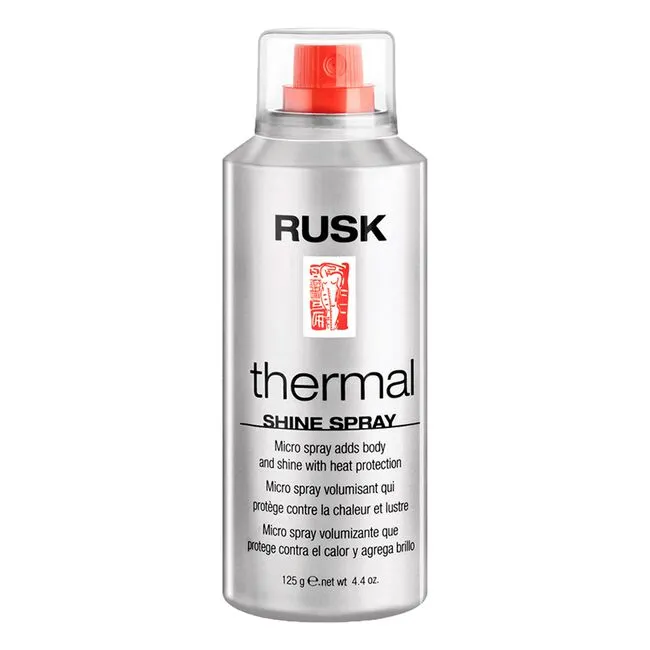 RUSK
thermal
SHINE SPRAY
Micro spray adds body
and shine with heat protection
Micro spray volumisant qui
protège contre la chaleur et lustre
Micro spray volumizante que
protege contra el calor y agrega brillo
125 g ℮.net wt 4.4 oz.